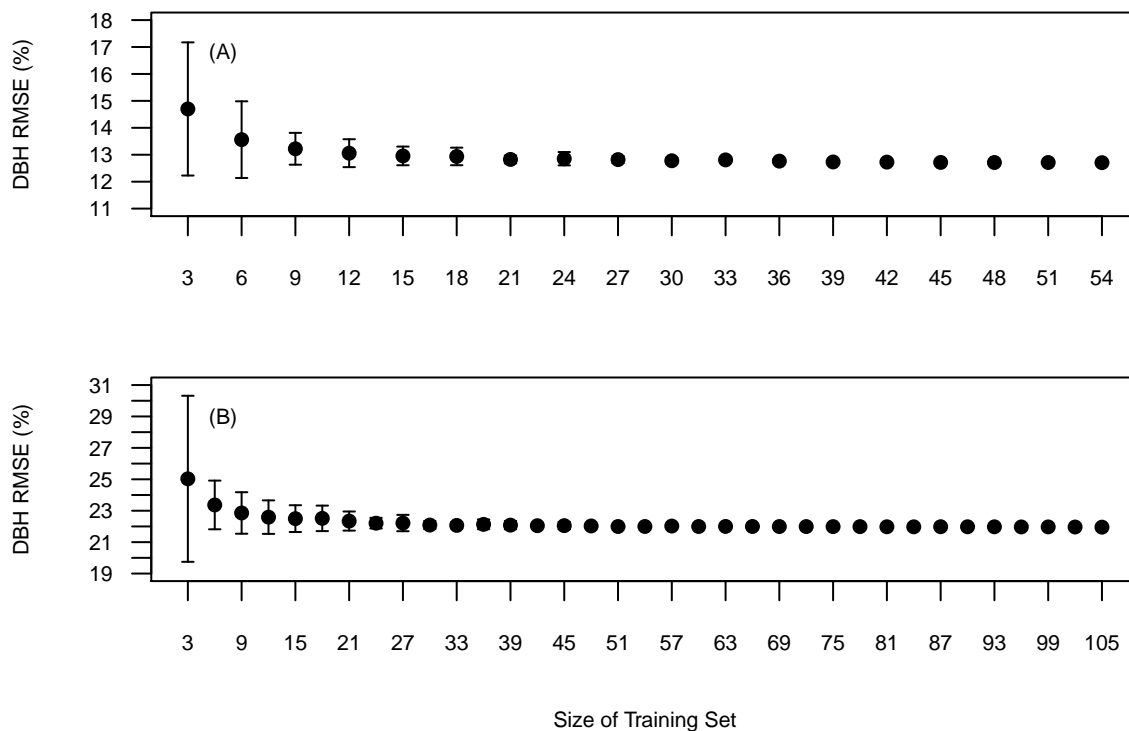 DBH RMSE (%)
18
17
16
15
14
13
12
11
(A)
3 6 9 12 15 18 21 24 27 30 33 36 39 42 45 48 51 54
DBH RMSE (%)
31
29
27
25
23
21
19
(B)
3 9 15 21 27 33 39 45 51 57 63 69 75 81 87 93 99 105
Size of Training Set